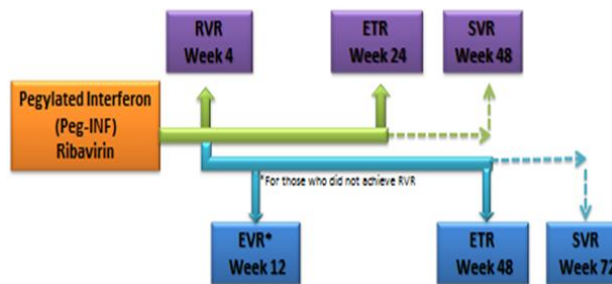 RVR
Week 4
ETR
Week 24
SVR
Week 48
Pegylated Interferon
(Peg-INF)
Ribavirin
*For those who did not achieve RVR
EVR*
Week 12
ETR
Week 48
SVR
Week 72